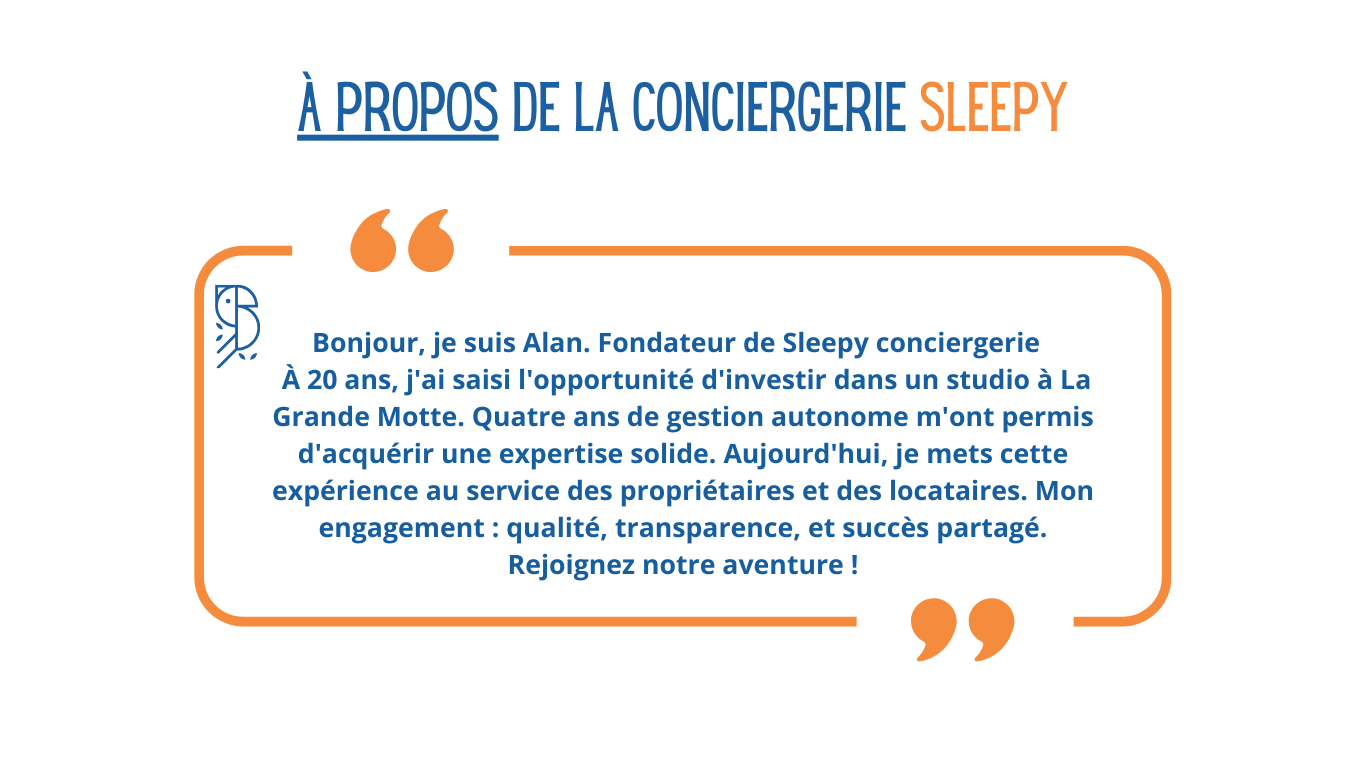 À PROPOS DE LA CONCIERGERIE SLEEPY
Bonjour, je suis Alan. Fondateur de Sleepy conciergerie
À 20 ans, j'ai saisi l'opportunité d'investir dans un studio à La
Grande Motte. Quatre ans de gestion autonome m'ont permis
d'acquérir une expertise solide. Aujourd'hui, je mets cette
expérience au service des propriétaires et des locataires. Mon
engagement : qualité, transparence, et succès partagé.
Rejoignez notre aventure !